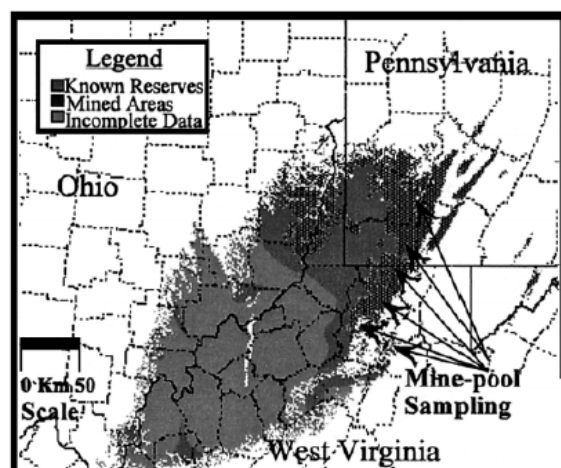 Legend
Known Reserves
Mined Areas
Incomplete Data
Pennsylvania
Ohio
0 Km 50
Scale
Mine-pool
Sampling
West Virginia